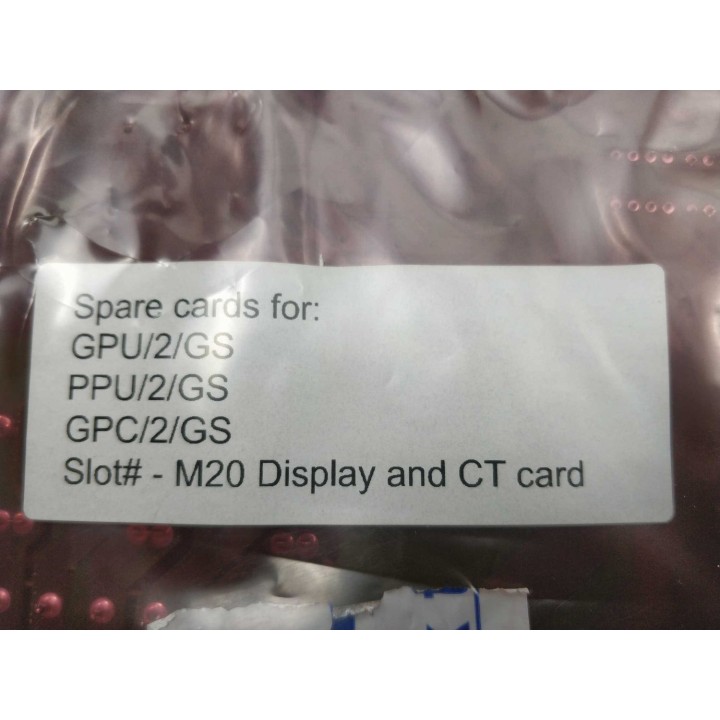 Spare cards for:
GPU/2/GS
PPU/2/GS
GPC/2/GS
Slot# - M20 Display and CT card